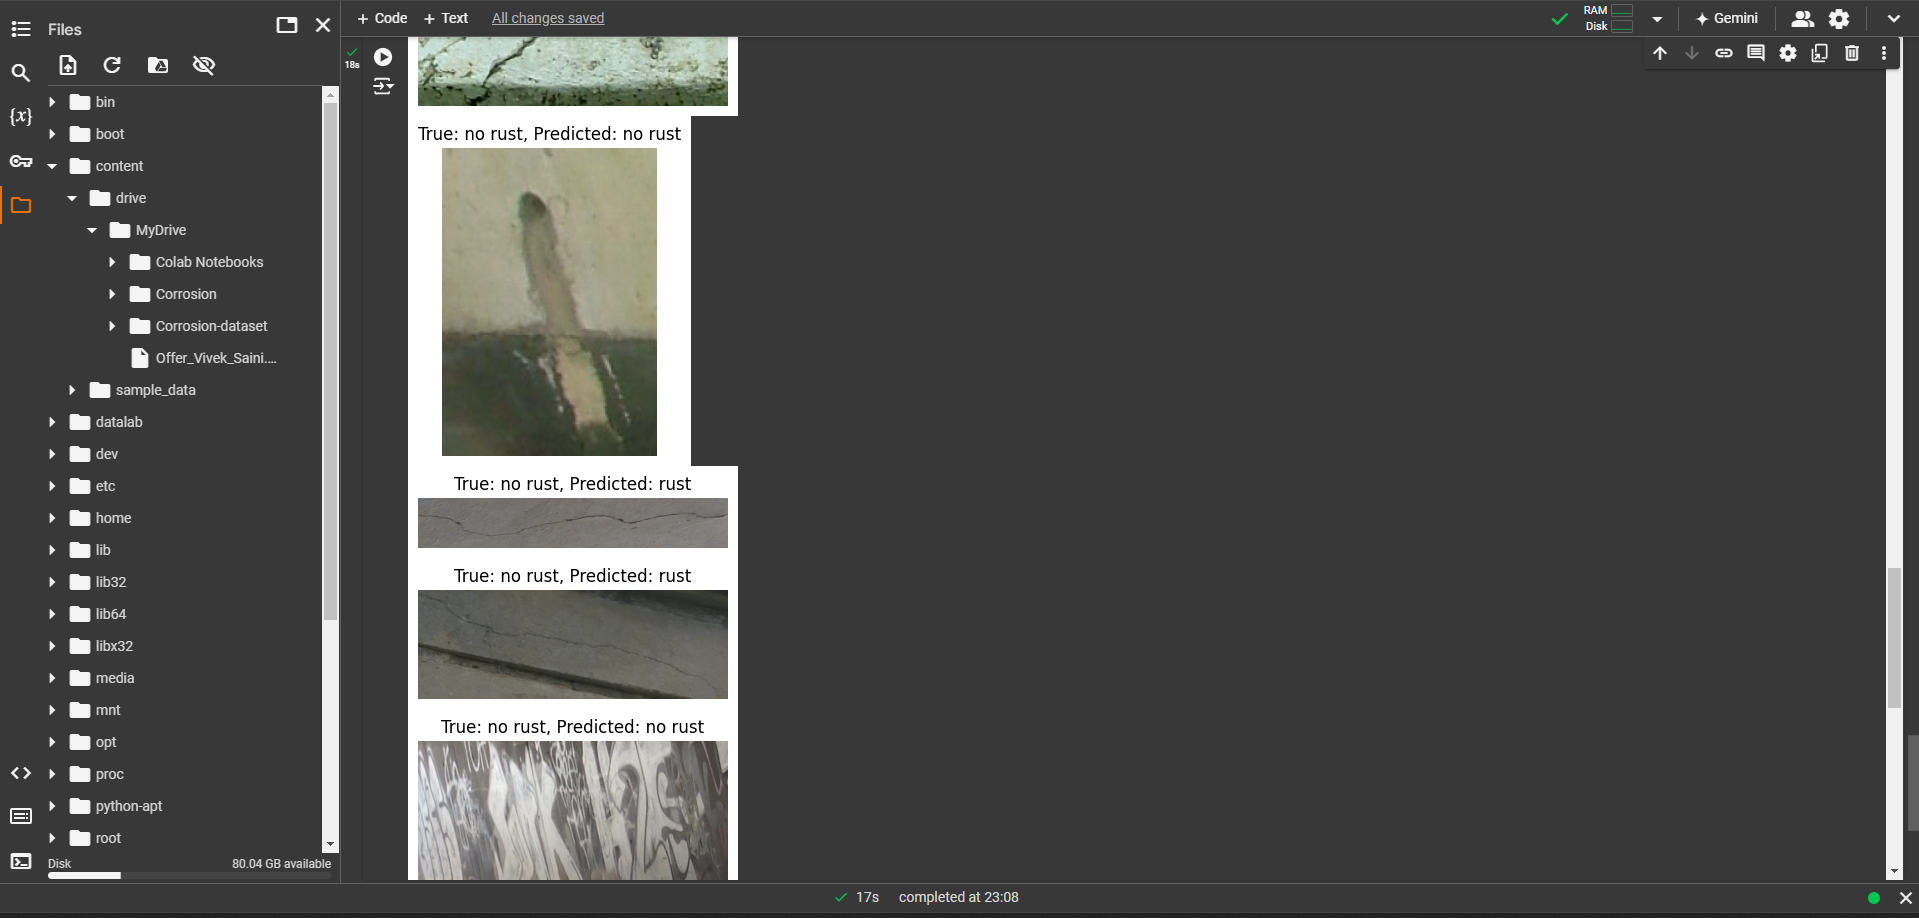 Files
+ Code + Text All changes saved
RAM
Disk
Gemini
{x}
bin
boot
content
drive
MyDrive
Colab Notebooks
Corrosion
Corrosion-dataset
Offer_Vivek_Saini....
sample_data
datalab
dev
etc
home
lib
lib32
lib64
libx32
media
mnt
opt
proc
python-apt
root
Disk 80.04 GB available
18s
True: no rust, Predicted: no rust
True: no rust, Predicted: rust
True: no rust, Predicted: rust
True: no rust, Predicted: no rust
17s completed at 23:08